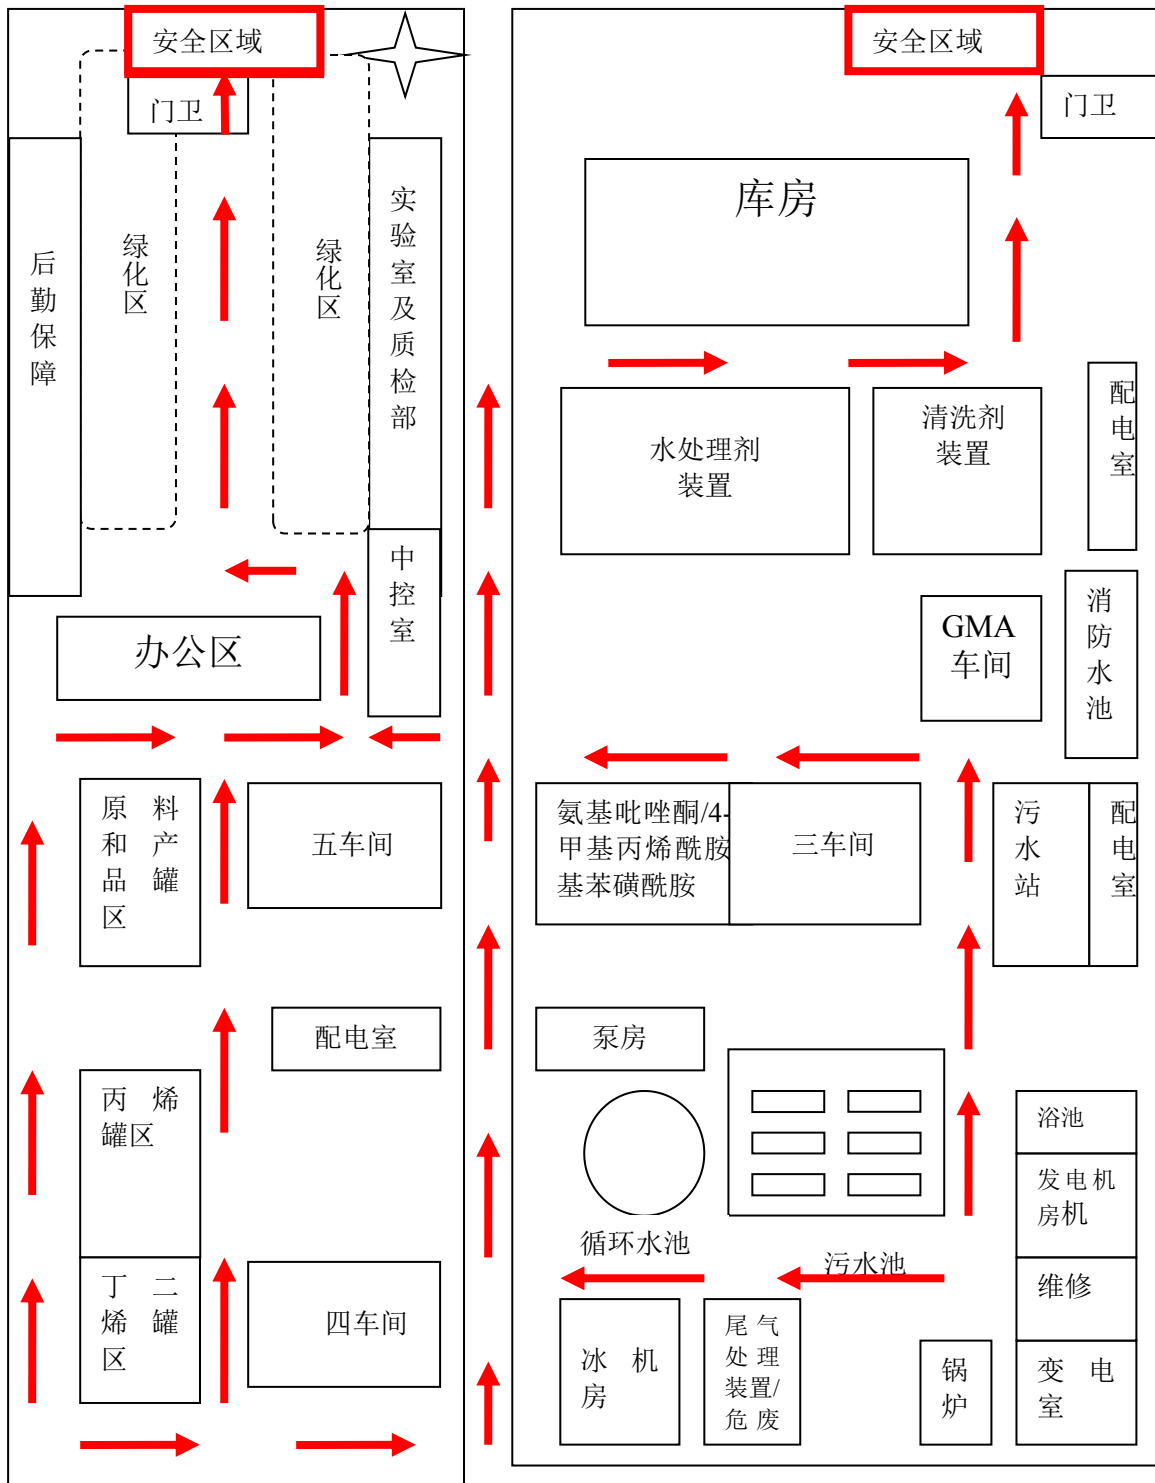 安全区域
门卫
后勤保障
绿化区
绿化区
实验室及质检部
中控室
办公区
原料
和产
品罐
区
五车间
配电室
丙烯
罐区
丁二
烯罐
区
四车间
安全区域
门卫
库房
水处理剂
装置
清洗剂
装置
配电室
GMA
车间
消防水池
氨基吡唑酮/4-
甲基丙烯酰胺
基苯磺酰胺
三车间
污水站
配电室
泵房
循环水池
污水池
浴池
发电机
房机
维修
变电
室
冰机
房
尾气
处理
装置/
危废
锅炉